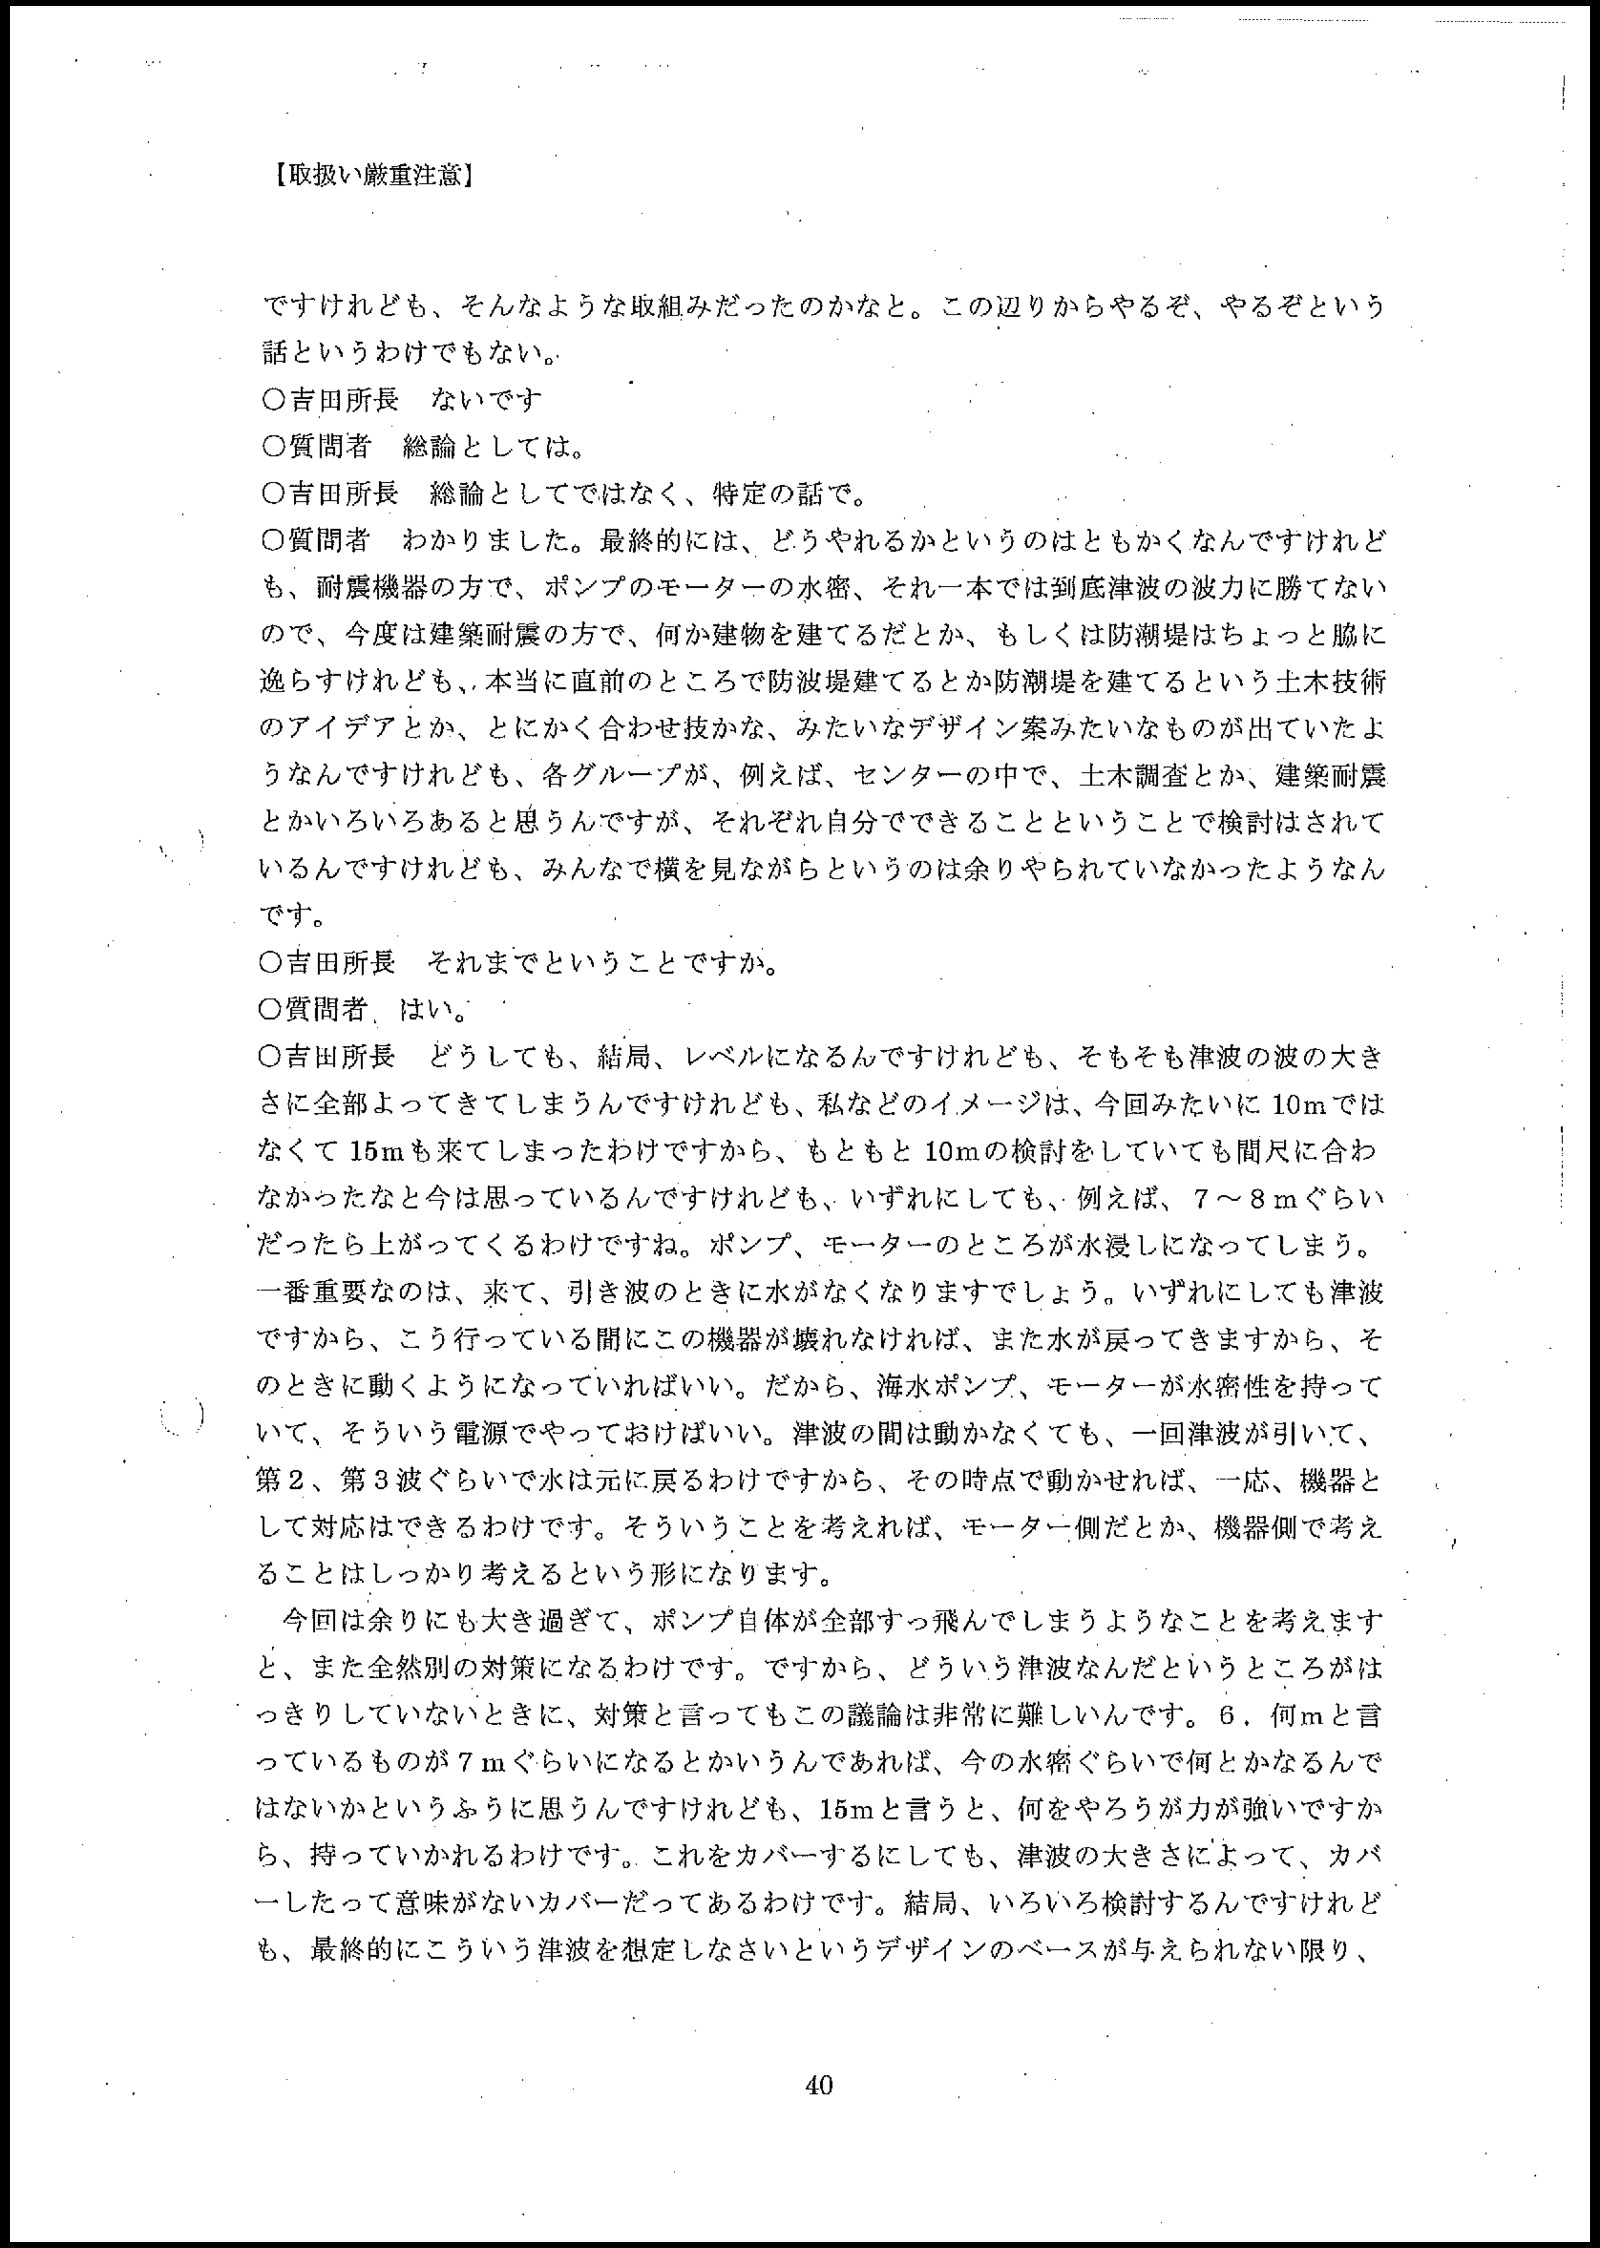 【取扱い厳重注意】
ですけれども、そんなような取組みだったのかなと。この辺りからやるぞ、やるぞという
話というわけでもない。
○吉田所長　ないです
○質問者　総論としては。
○吉田所長　総論としてではなく、特定の話で。
○質問者　わかりました。最終的には、どうやれるかというのはともかくなんですけれど
も、耐震機器の方で、ポンプのモーターの水密、それ一本では到底津波の波力に勝てない
ので、今度は建築耐震の方で、何か建物を建てるだとか、もしくは防潮堤はちょっと脇に
逸らすけれども、本当に直前のところで防波堤建てるとか防潮堤を建てるという土木技術
のアイデアとか、とにかく合わせ技かな、みたいなデザイン案みたいなものが出ていたよ
うなんですけれども、各グループが、例えば、センターの中で、土木調査とか、建築耐震
とかいろいろあると思うんですが、それぞれ自分でできることということで検討はされて
いるんですけれども、みんなで横を見ながらというのは余りやられていなかったようなん
です。
○吉田所長　それまでということですか。
○質問者　はい。
○吉田所長　どうしても、結局、レベルになるんですけれども、そもそも津波の波の大き
さに全部よってきてしまうんですけれども、私などのイメージは、今回みたいに 10mでは
なくて 15mも来てしまったわけですから、もともと 10mの検討をしていても間尺に合わ
なかったなと今は思っているんですけれども、いずれにしても、例えば、７～８ｍぐらい
だったら上がってくるわけですね。ポンプ、モーターのところが水浸しになってしまう。
一番重要なのは、来て、引き波のときに水がなくなりますでしょう。いずれにしても津波
ですから、こう行っている間にこの機器が壊れなければ、また水が戻ってきますから、そ
のときに動くようになっていればいい。だから、海水ポンプ、モーターが水密性を持って
いて、そういう電源でやっておけばいい。津波の間は動かなくても、一回津波が引いて、
第２、第３波ぐらいで水は元に戻るわけですから、その時点で動かせれば、一応、機器と
して対応はできるわけです。そういうことを考えれば、モーター側だとか、機器側で考え
ることはしっかり考えるという形になります。
　今回は余りにも大き過ぎて、ポンプ自体が全部すっ飛んでしまうようなことを考えます
と、また全然別の対策になるわけです。ですから、どういう津波なんだというところがは
っきりしていないときに、対策と言ってもこの議論は非常に難しいんです。６．何mと言
っているものが７ｍぐらいになるとかいうんであれば、今の水密ぐらいで何とかなるんで
はないかというふうに思うんですけれども、15mと言うと、何をやろうが力が強いですか
ら、持っていかれるわけです。これをカバーするにしても、津波の大きさによって、カバ
ーしたって意味がないカバーだってあるわけです。結局、いろいろ検討するんですけれど
も、最終的にこういう津波を想定しなさいというデザインのベースが与えられない限り、
40